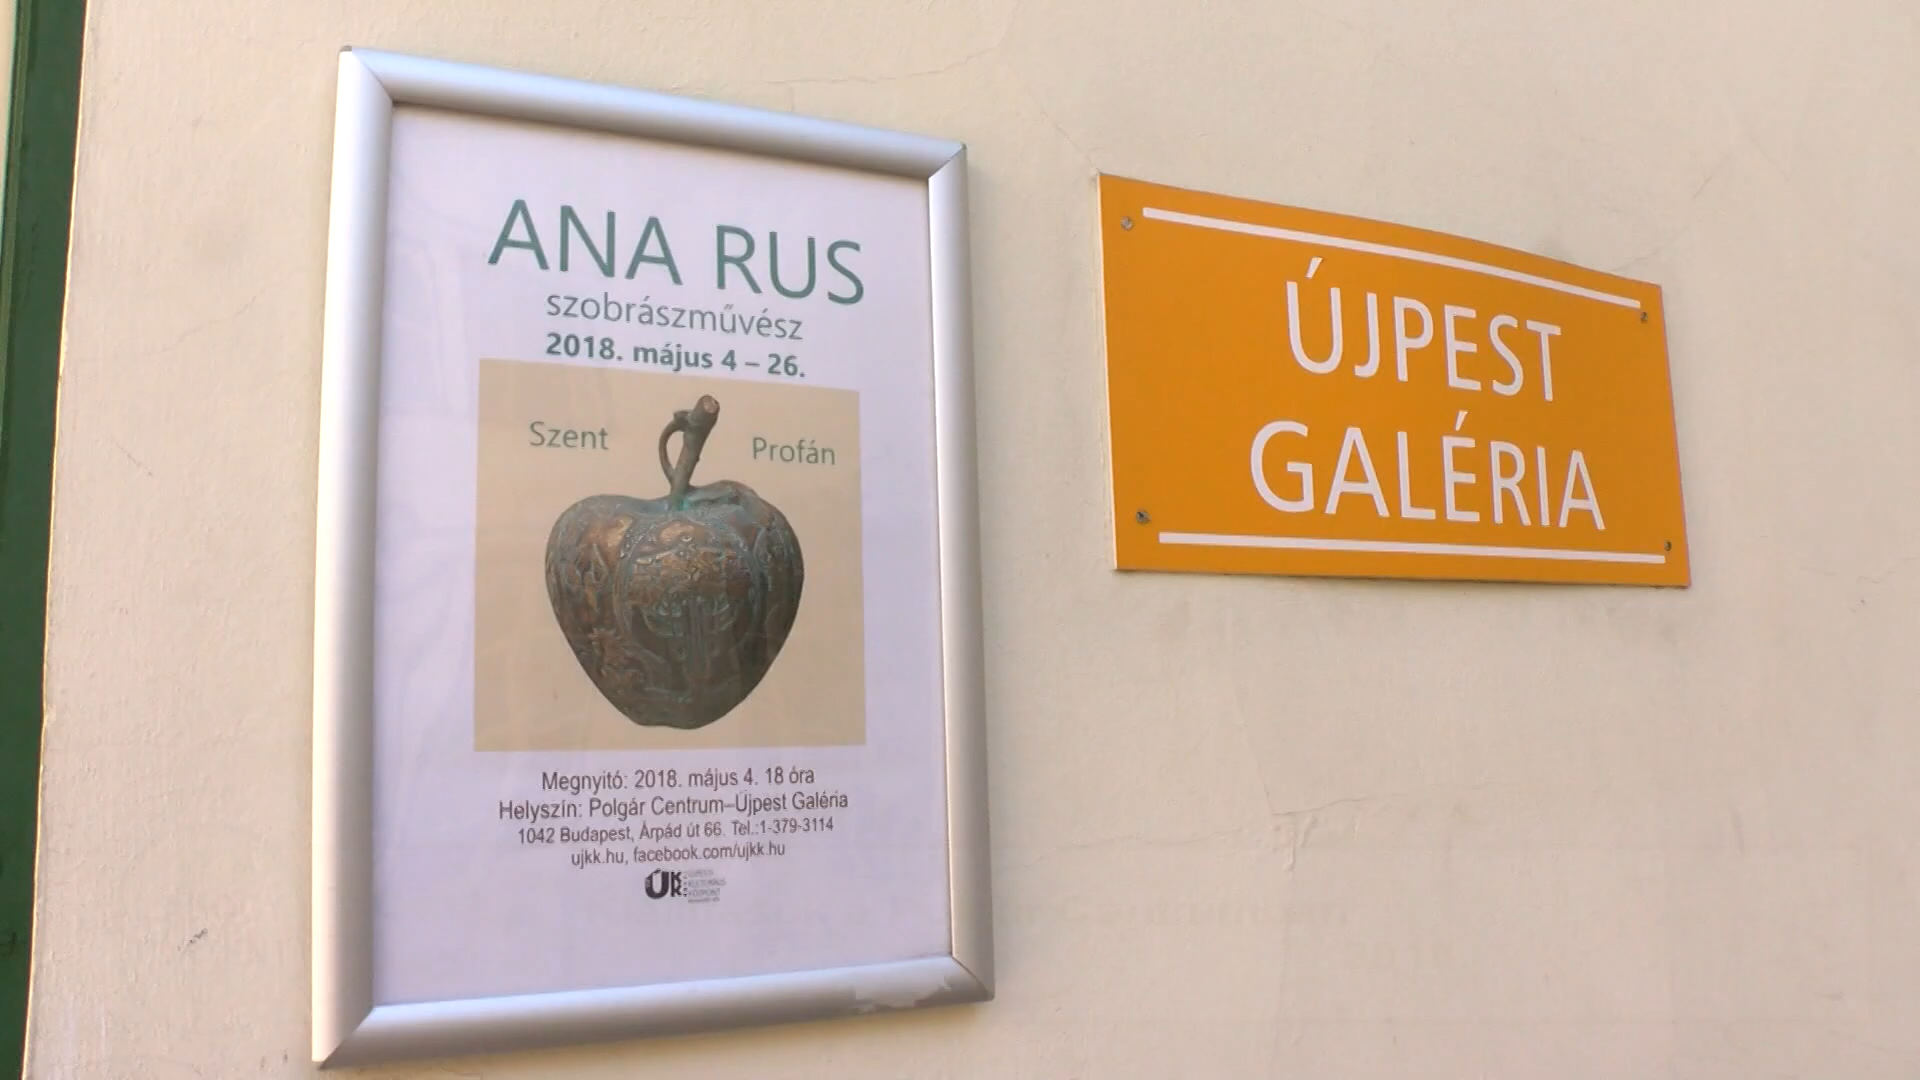 ANA RUS
szobrászművész
2018. május 4 – 26.
Szent
Profán
Megnyitó: 2018. május 4. 18 óra
Helyszín: Polgár Centrum–Újpest Galéria
1042 Budapest, Árpád út 66. Tel.:1-379-3114
ujkk.hu, facebook.com/ujkk.hu
ÚJPEST
GALÉRIA